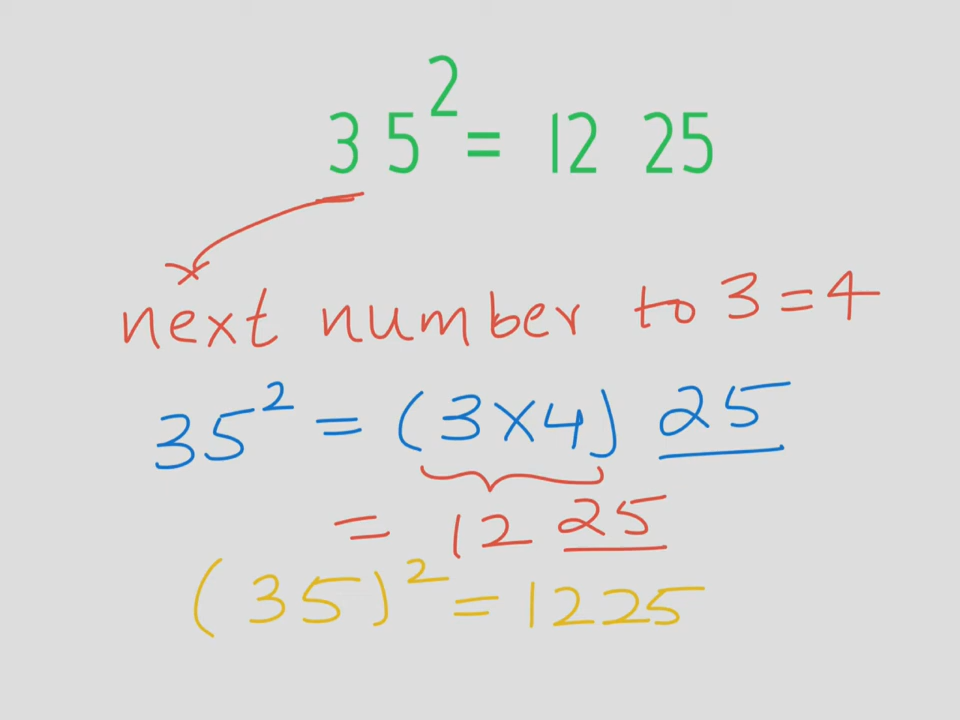 35² = 12 25
next number to 3 = 4
35² = (3×4) 25
= 12 25
(35)² = 1225